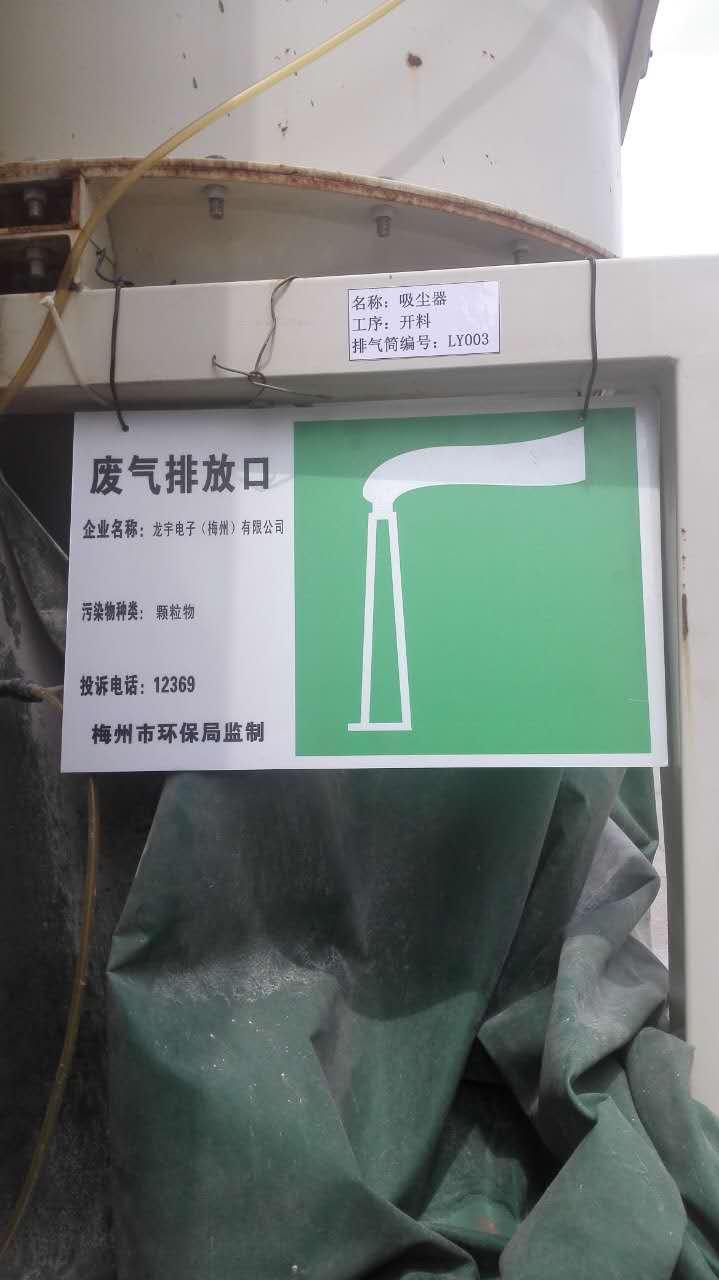 名称：吸尘器
工序：开料
排气筒编号：LY003
废气排放口
企业名称：龙宇电子（梅州）有限公司
污染物种类：颗粒物
投诉电话：12369
梅州市环保局监制